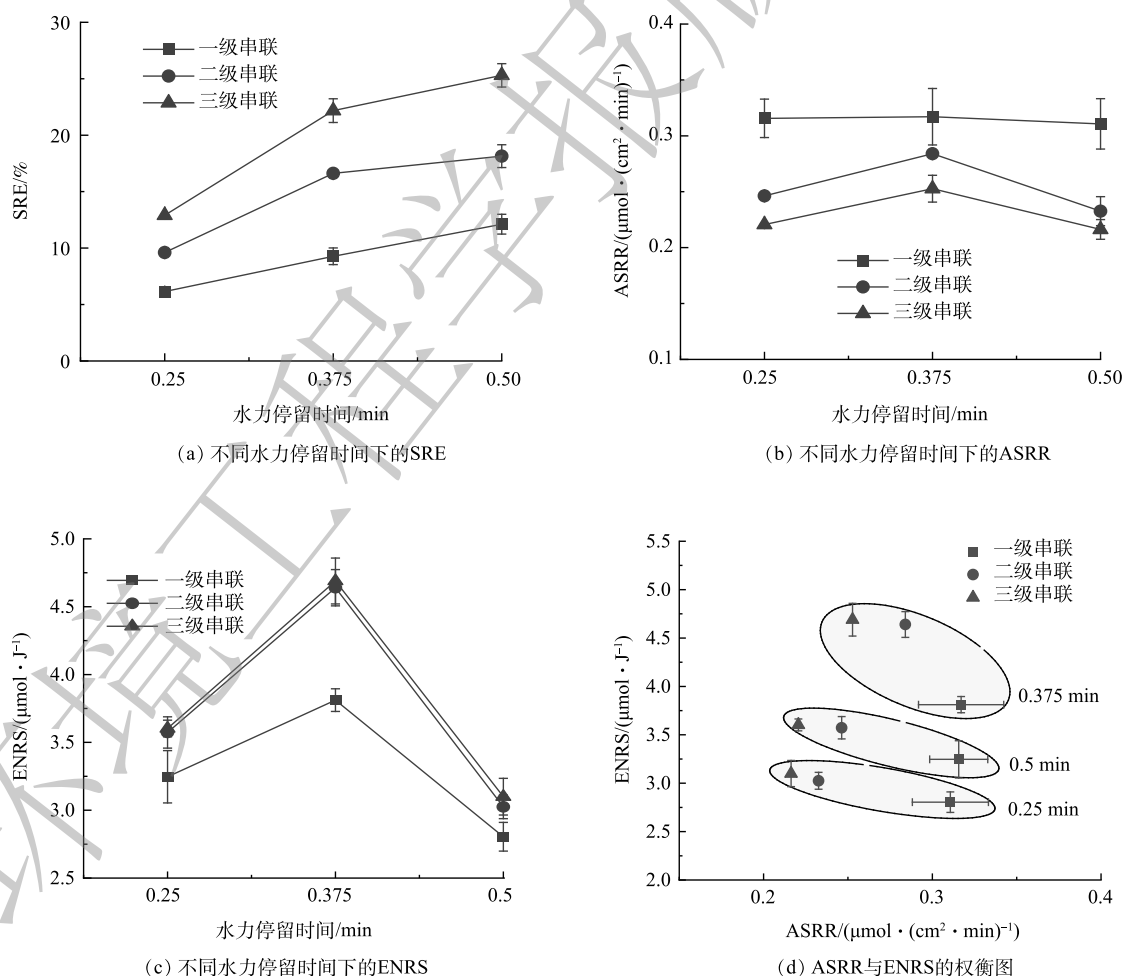 30
20
10
0
SRE/%
一级串联
二级串联
三级串联
0.25
0.375
0.50
水力停留时间/min
(a) 不同水力停留时间下的SRE
0.4
0.3
0.2
0.1
ASRR/(μmol·(cm²·min)⁻¹)
一级串联
二级串联
三级串联
0.25
0.375
0.50
水力停留时间/min
(b) 不同水力停留时间下的ASRR
5.0
4.5
4.0
3.5
3.0
2.5
ENRS/(μmol·J⁻¹)
一级串联
二级串联
三级串联
0.25
0.375
0.5
水力停留时间/min
(c) 不同水力停留时间下的ENRS
5.5
5.0
4.5
4.0
3.5
3.0
2.5
2.0
ENRS/(μmol·J⁻¹)
一级串联
二级串联
三级串联
0.375 min
0.5 min
0.25 min
0.2
0.3
0.4
ASRR/(μmol·(cm²·min)⁻¹)
(d) ASRR与ENRS的权衡图
环境工程学报